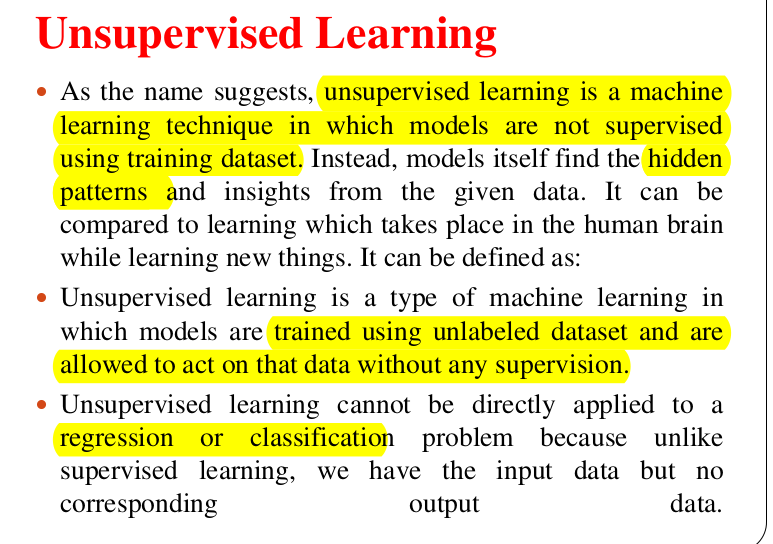 Unsupervised Learning
• As the name suggests, unsupervised learning is a machine
learning technique in which models are not supervised
using training dataset. Instead, models itself find the hidden
patterns and insights from the given data. It can be
compared to learning which takes place in the human brain
while learning new things. It can be defined as:
• Unsupervised learning is a type of machine learning in
which models are trained using unlabeled dataset and are
allowed to act on that data without any supervision.
• Unsupervised learning cannot be directly applied to a
regression or classification problem because unlike
supervised learning, we have the input data but no
corresponding output data.